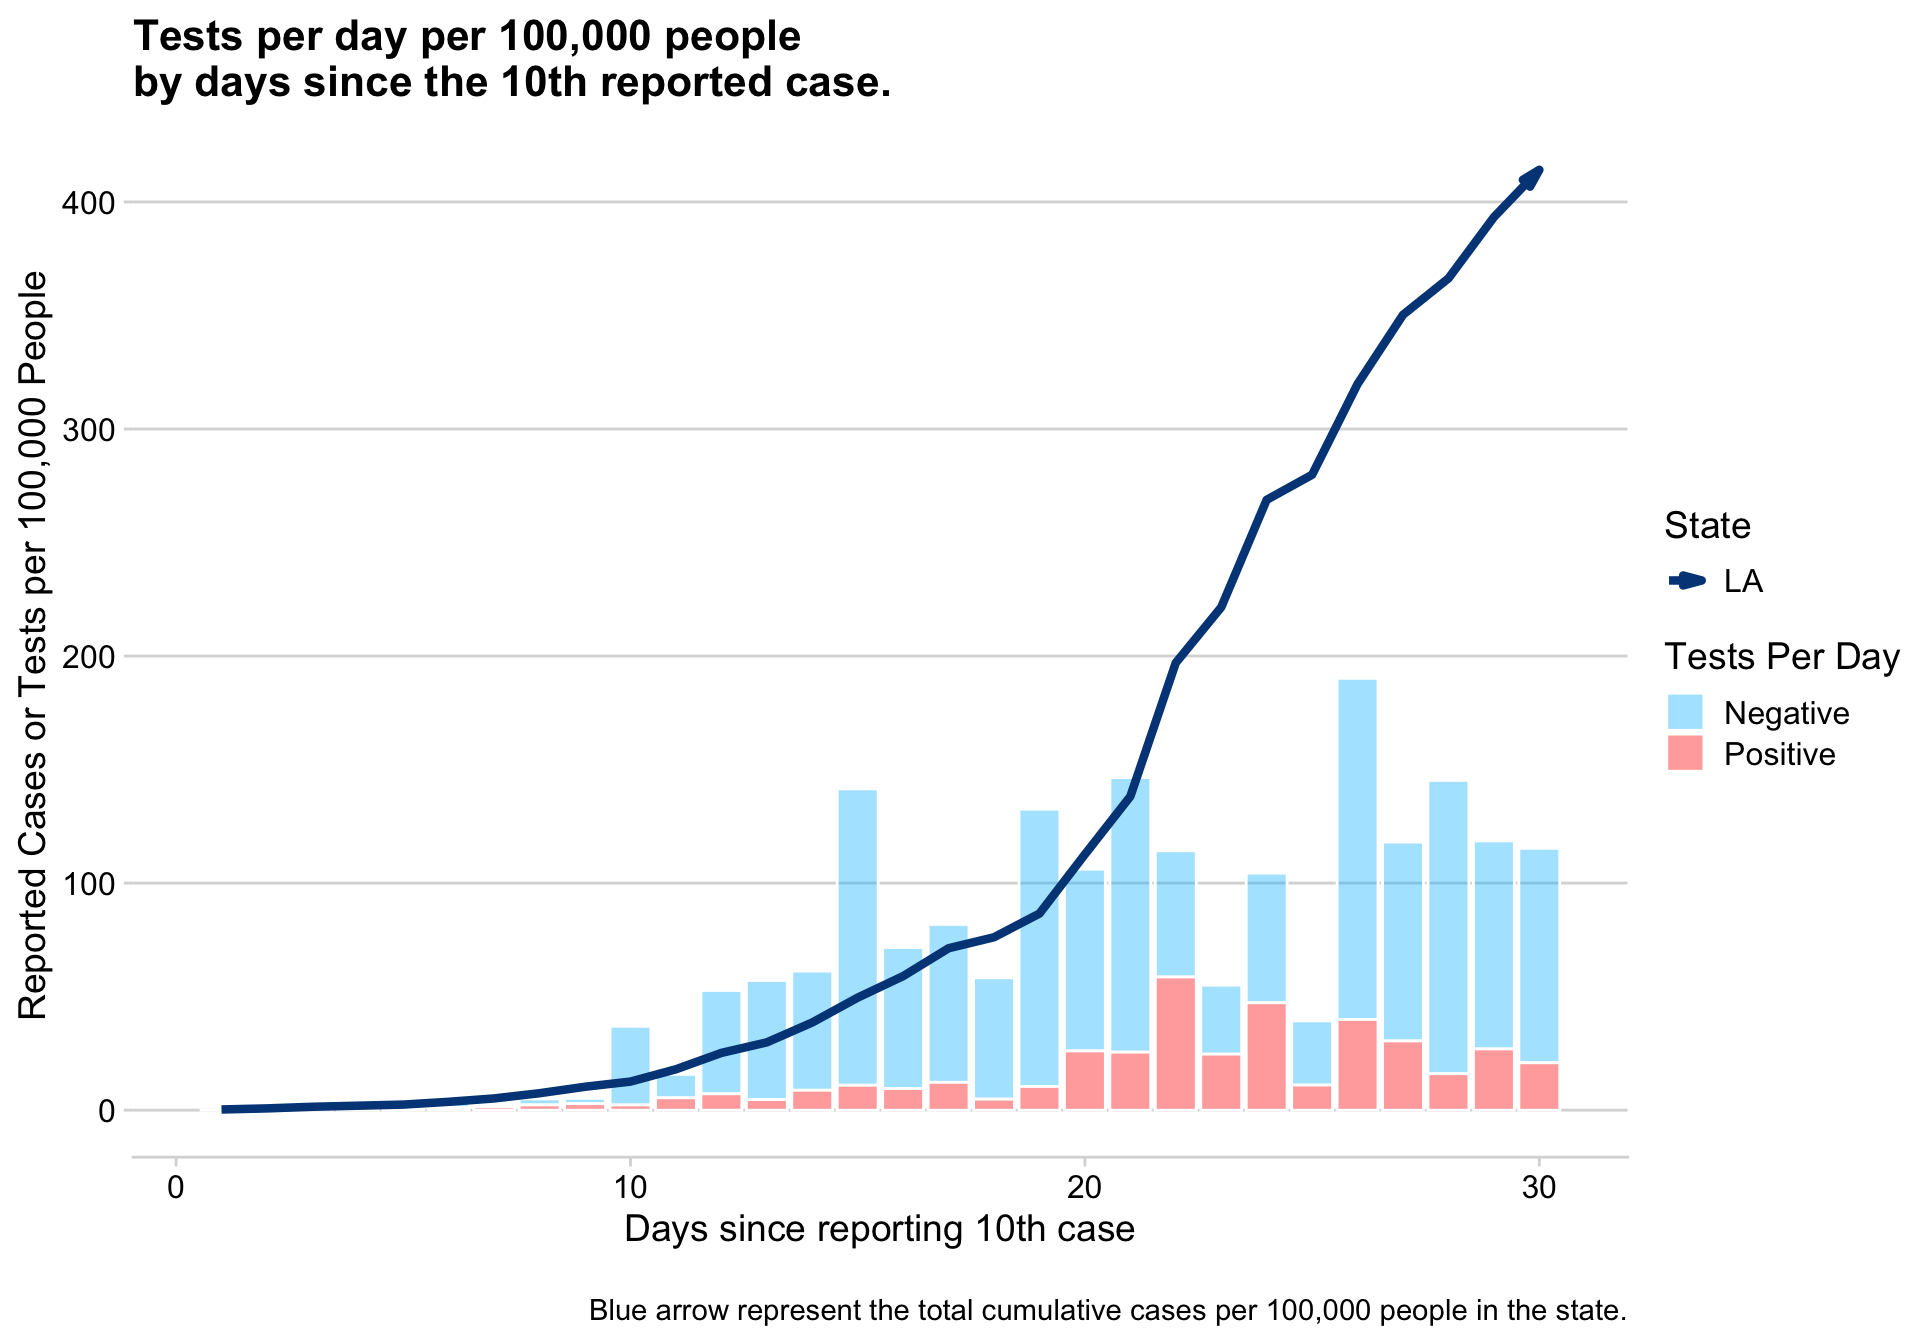 Tests per day per 100,000 people
by days since the 10th reported case.
Reported Cases or Tests per 100,000 People
400
300
200
100
0
0
10
20
30
Days since reporting 10th case
State
LA
Tests Per Day
Negative
Positive
Blue arrow represent the total cumulative cases per 100,000 people in the state.